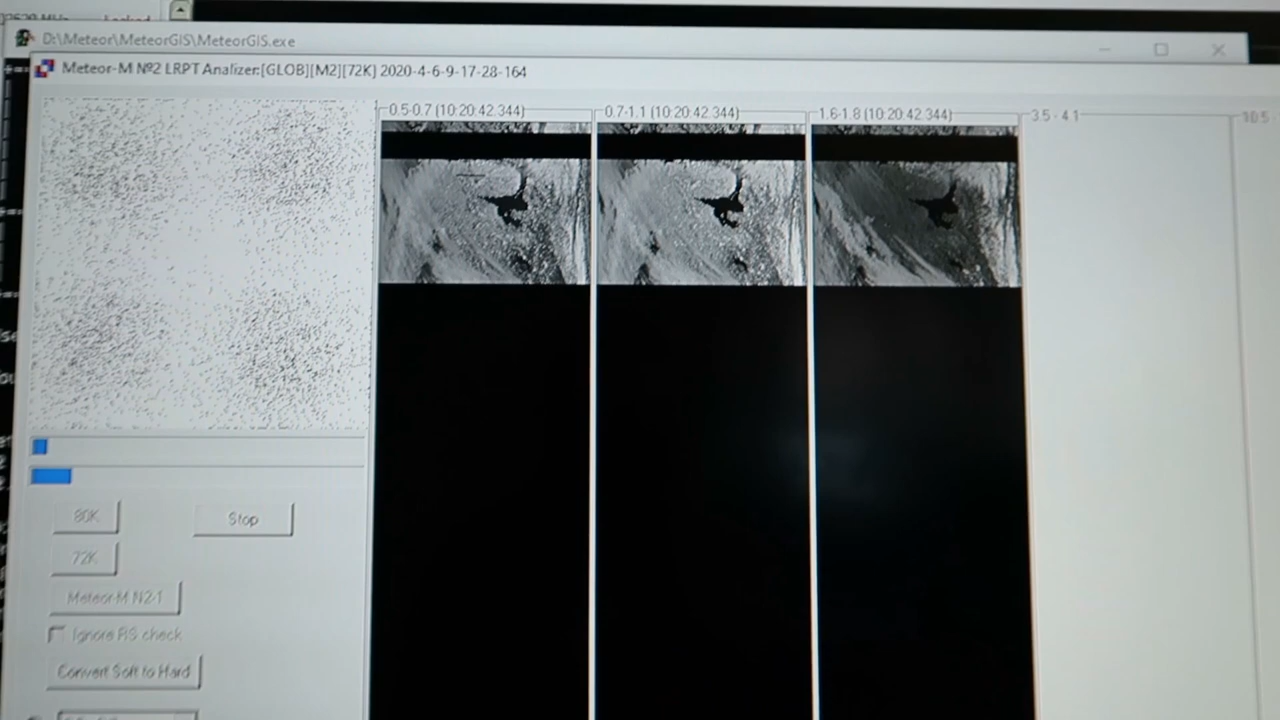 Locked
D:\Meteor\MeteorGIS\MeteorGIS.exe
Meteor-M №2 LRPT Analizer:[GLOB][M2][72K] 2020-4-6-9-17-28-164
0.5-0.7 (10:20:42.344) 0.7-1.1 (10:20:42.344) 1.6-1.8 (10:20:42.344) 3.5 - 4.1 10.5 -
80K
Stop
72K
Meteor-M N2-1
Ignore RS check
Convert Soft to Hard